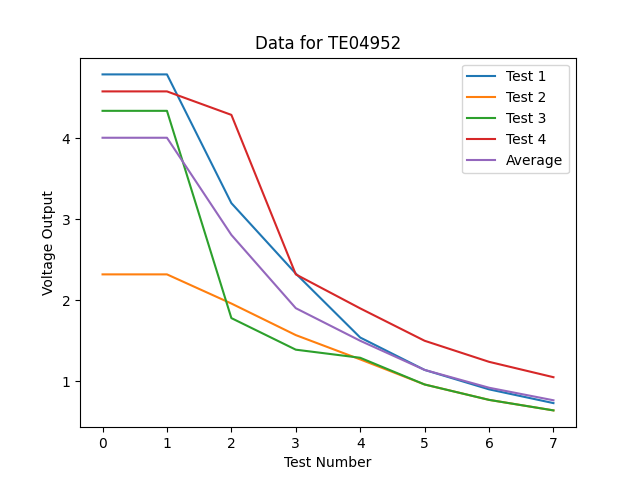 Data for TE04952
Test 1
Test 2
Test 3
Test 4
Average
Voltage Output
4
3
2
1
0 1 2 3 4 5 6 7
Test Number